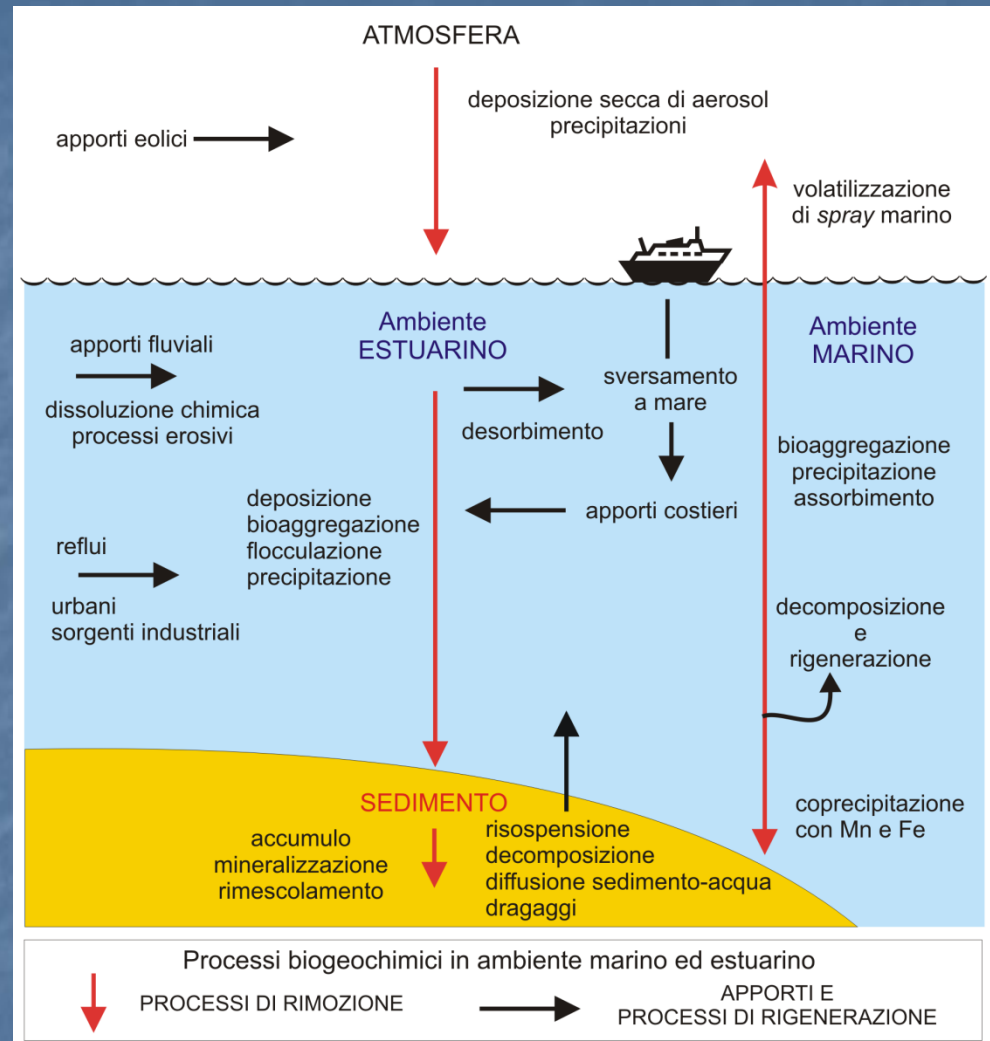 ATMOSFERA
deposizione secca di aerosol
precipitazioni
apporti eolici
volatilizzazione
di spray marino
Ambiente
ESTUARINO
Ambiente
MARINO
apporti fluviali
dissoluzione chimica
processi erosivi
desorbimento
sversamento
a mare
bioaggregazione
precipitazione
assorbimento
deposizione
bioaggregazione
flocculazione
precipitazione
apporti costieri
reflui
urbani
sorgenti industriali
decomposizione
e
rigenerazione
SEDIMENTO
accumulo
mineralizzazione
rimescolamento
risospensione
decomposizione
diffusione sedimento-acqua
dragaggi
coprecipitazione
con Mn e Fe
Processi biogeochimici in ambiente marino ed estuarino
PROCESSI DI RIMOZIONE
APPORTI E
PROCESSI DI RIGENERAZIONE